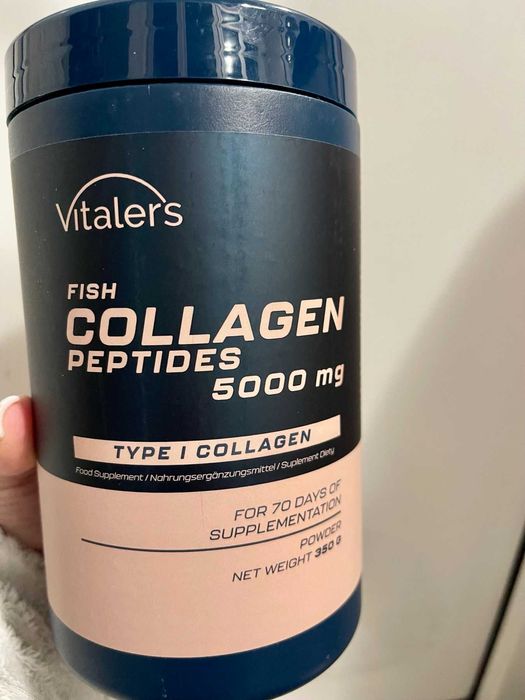 Vitalers
FISH
COLLAGEN
PEPTIDES
5000 mg
TYPE I COLLAGEN
Food Supplement / Nahrungsergänzungsmittel / Suplement Diety
FOR 70 DAYS OF
SUPPLEMENTATION
POWDER
NET WEIGHT 350 G